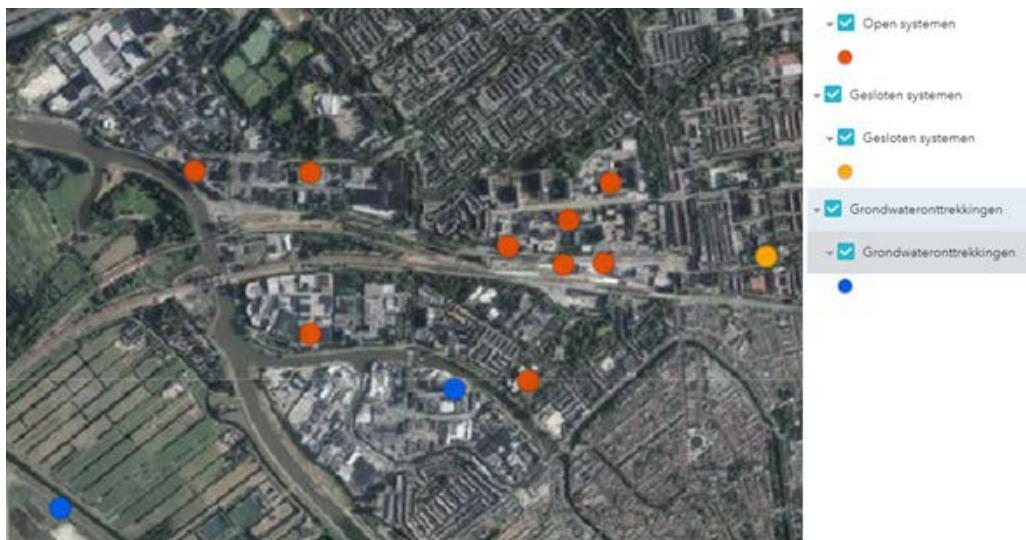 Open systemen
Gesloten systemen
Gesloten systemen
Grondwateronttrekkingen
Grondwateronttrekkingen